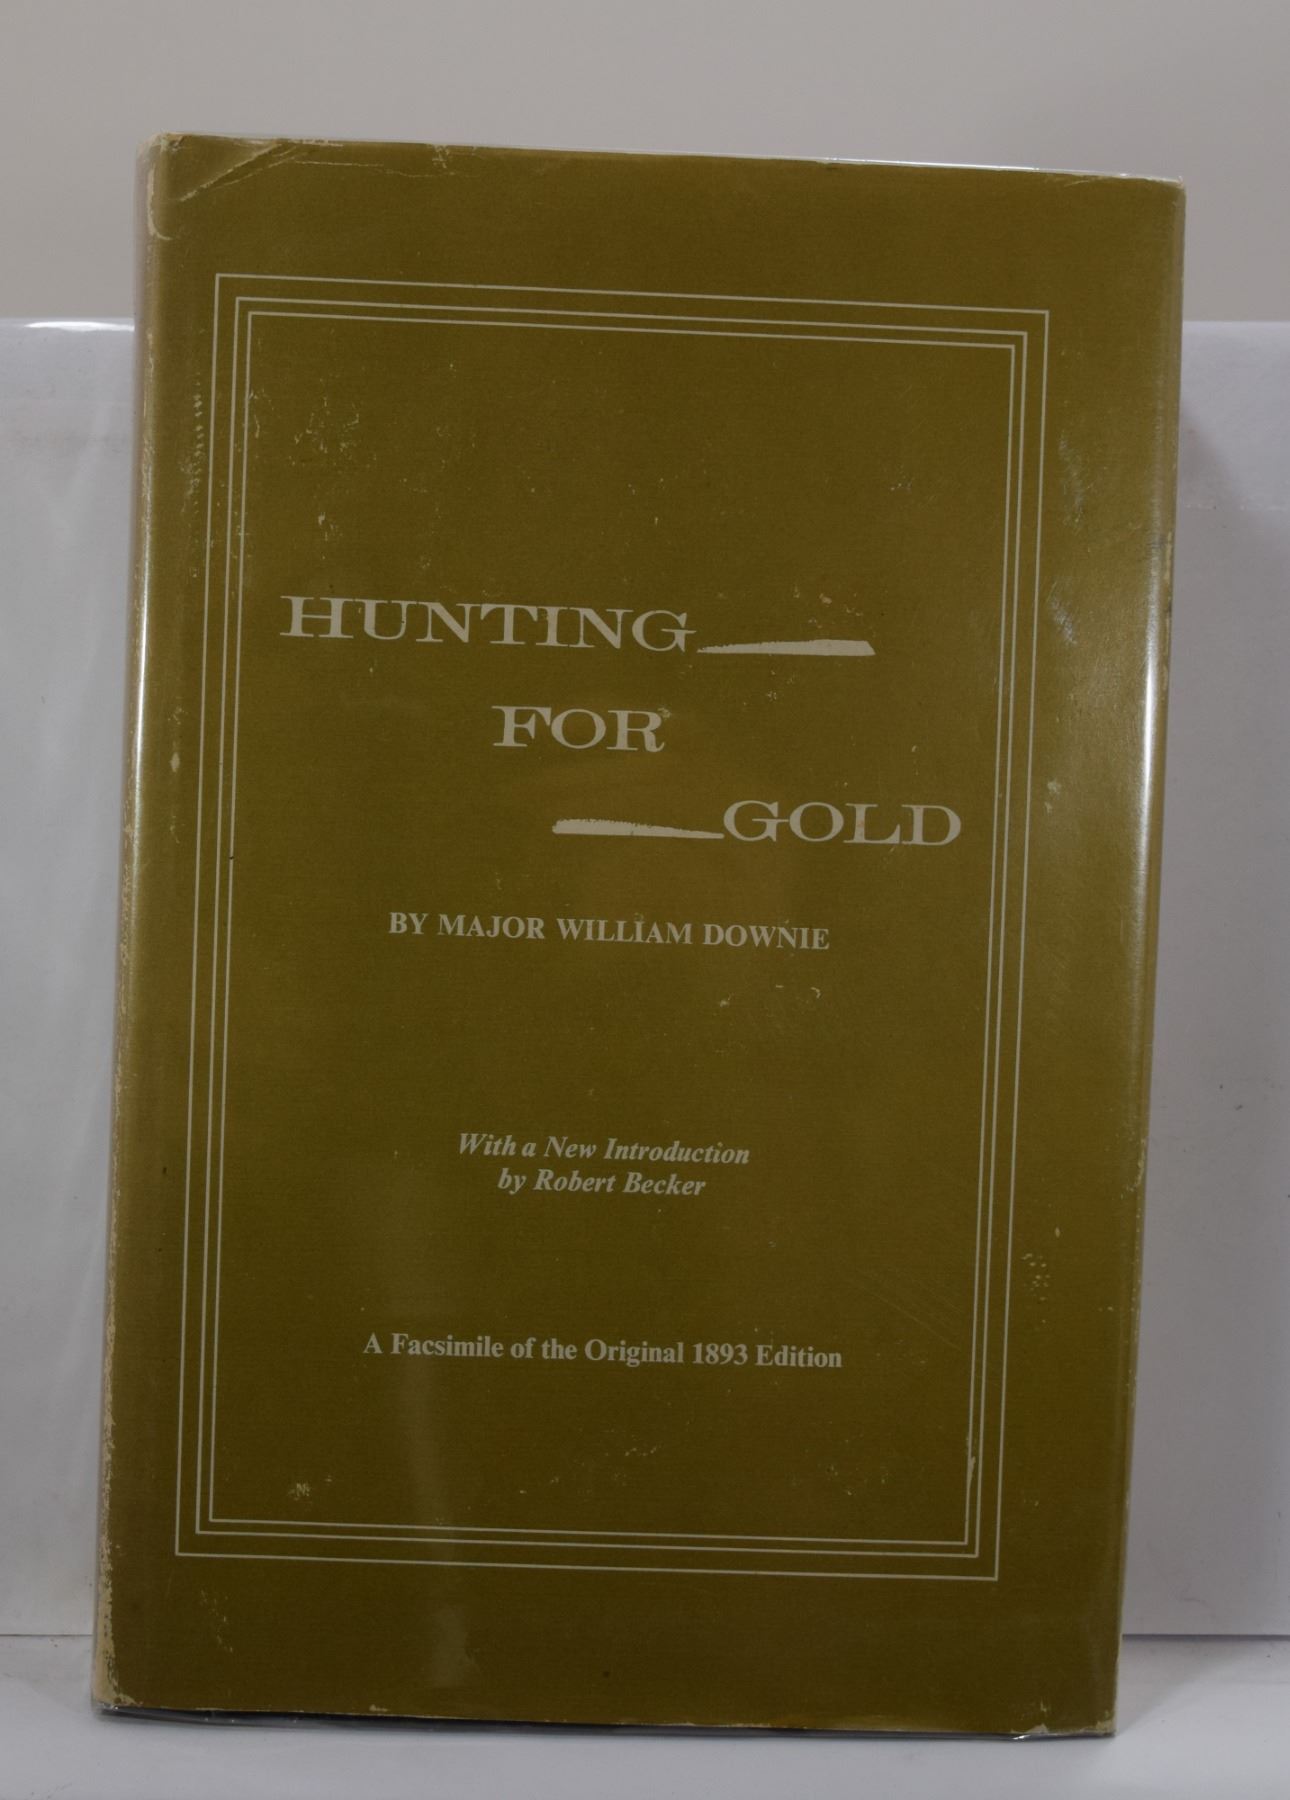 HUNTING
FOR
GOLD
BY MAJOR WILLIAM DOWNIE
With a New Introduction
by Robert Becker
A Facsimile of the Original 1893 Edition